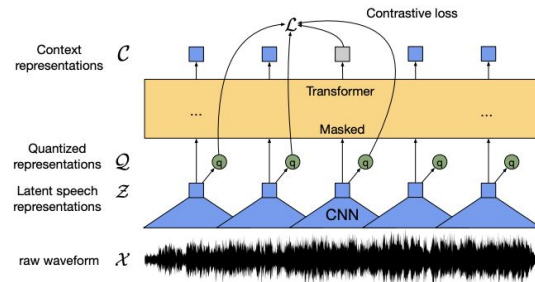 Contrastive loss
ℒ
Context
representations 𝒞
Transformer
... ...
Masked
Quantized
representations 𝒬
q q q q q
Latent speech
representations 𝒵
CNN
raw waveform 𝒳